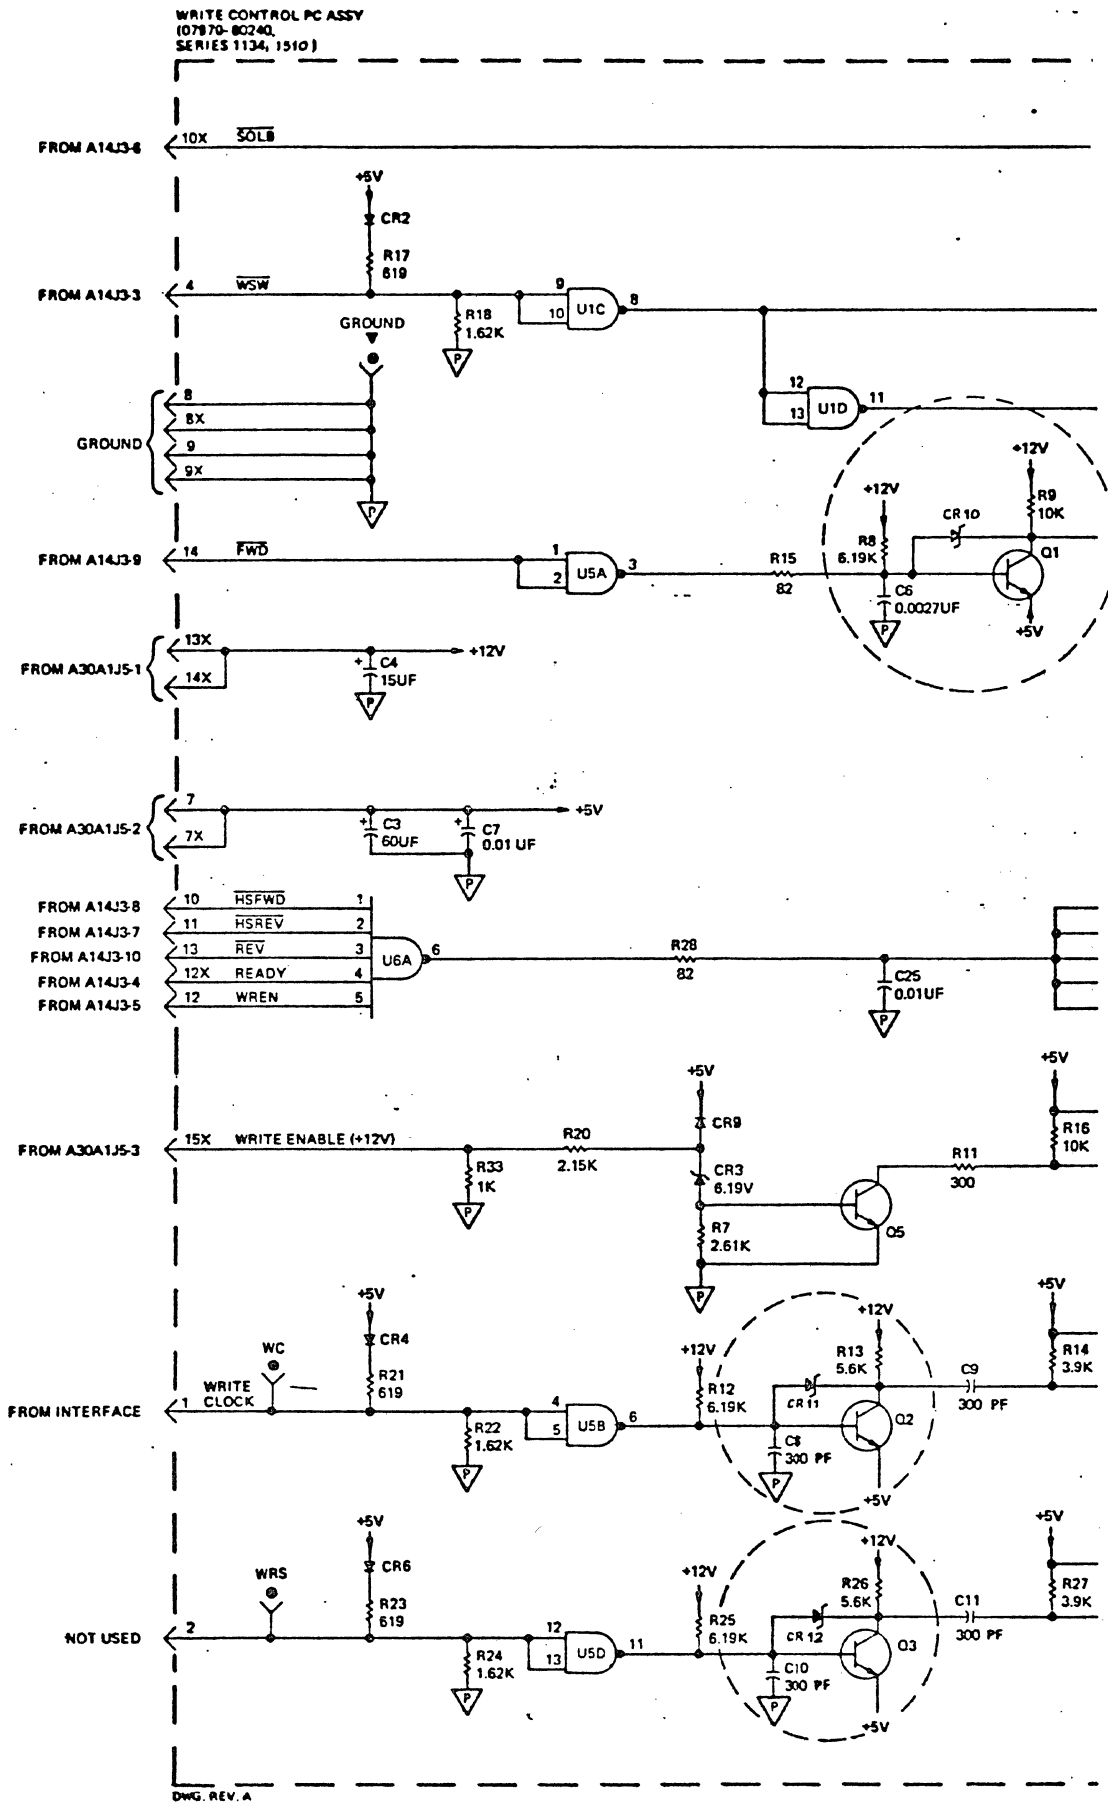 WRITE CONTROL PC ASSY
(07970-80240,
SERIES 1134, 1510)
FROM A14J3-6
10X
SOLB
+5V
CR2
R17
619
FROM A14J3-3
4
WSW
R18
1.62K
P
9
10
U1C
8
GROUND
12
13
U1D
11
GROUND
8
8X
9
9X
P
+12V
R9
10K
+12V
CR10
R8
6.19K
Q1
+5V
C6
0.0027UF
P
FROM A14J3-9
14
FWD
1
2
U5A
3
R15
82
FROM A30A1J5-1
13X
14X
+12V
+
C4
15UF
P
FROM A30A1J5-2
7
7X
+5V
+
C3
60UF
+
C7
0.01 UF
P
FROM A14J3-8
10
HSFWD
1
FROM A14J3-7
11
HSREV
2
FROM A14J3-10
13
REV
3
FROM A14J3-4
12X
READY
4
FROM A14J3-5
12
WREN
5
U6A
6
R28
82
C25
0.01UF
P
FROM A30A1J5-3
15X
WRITE ENABLE (+12V)
R33
1K
P
R20
2.15K
+5V
CR9
CR3
6.19V
R7
2.61K
P
Q5
R11
300
+5V
R16
10K
FROM INTERFACE
1
WC
WRITE
CLOCK
+5V
CR4
R21
619
R22
1.62K
P
4
5
U5B
6
+12V
R12
6.19K
CR11
C8
300 PF
P
+12V
R13
5.6K
Q2
+5V
C9
300 PF
+5V
R14
3.9K
NOT USED
2
WRS
+5V
CR6
R23
619
R24
1.62K
P
12
13
U5D
11
+12V
R25
6.19K
CR12
C10
300 PF
P
+12V
R26
5.6K
Q3
+5V
C11
300 PF
+5V
R27
3.9K
DWG. REV. A